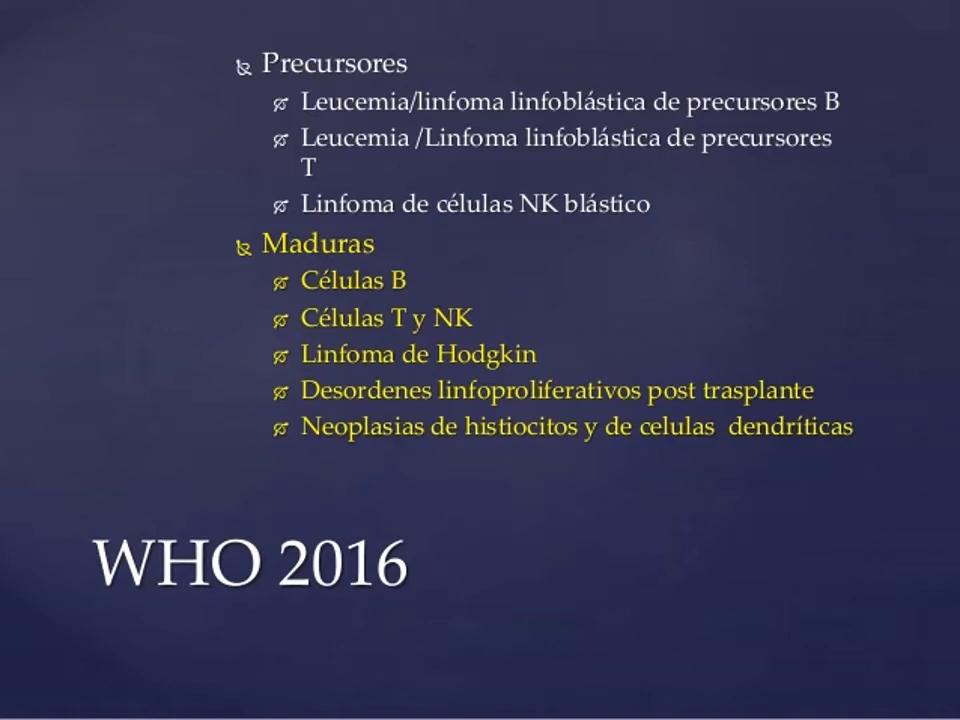 Precursores
Leucemia/linfoma linfoblástica de precursores B
Leucemia /Linfoma linfoblástica de precursores
T
Linfoma de células NK blástico
Maduras
Células B
Células T y NK
Linfoma de Hodgkin
Desordenes linfoproliferativos post trasplante
Neoplasias de histiocitos y de celulas dendríticas
WHO 2016